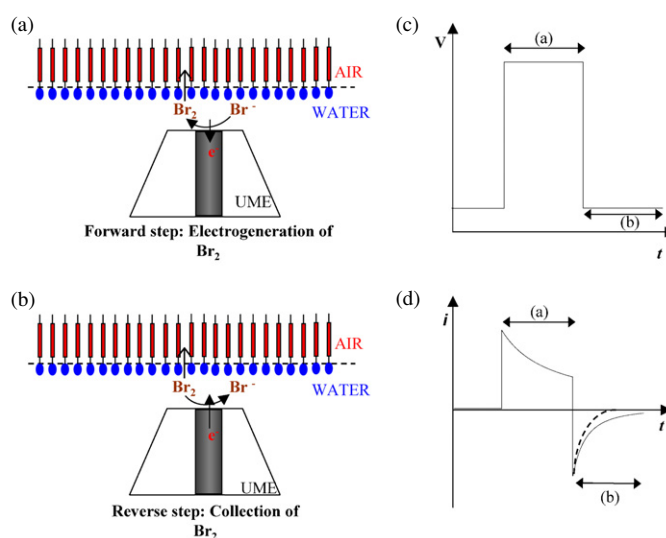 (a)
AIR
Br2
Br -
WATER
e-
UME
Forward step: Electrogeneration of
Br2
(b)
AIR
Br2
Br -
WATER
e-
UME
Reverse step: Collection of
Br2
(c)
V
(a)
(b)
t
(d)
i
(a)
t
(b)